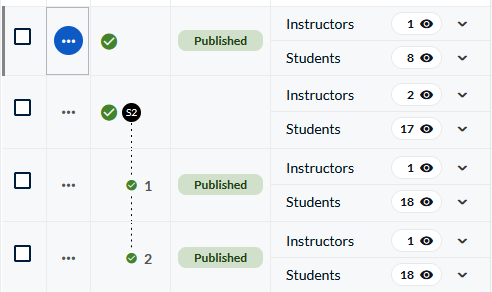 Published
Instructors 1
Students 8
S2
Instructors 2
Students 17
1
Published
Instructors 1
Students 18
2
Published
Instructors 1
Students 18